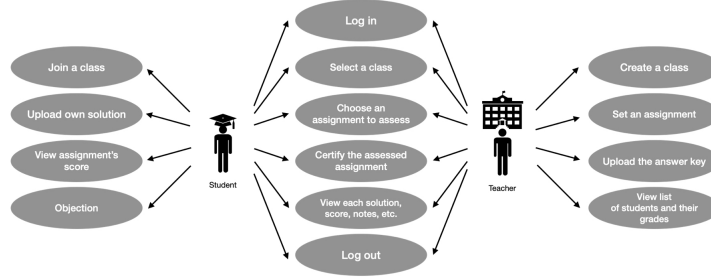 Log in
Join a class
Select a class
Create a class
Upload own solution
Choose an
assignment to assess
Set an assignment
View assignment's
score
Certify the assessed
assignment
Upload the answer key
Student
Teacher
Objection
View each solution,
score, notes, etc.
View list
of students and their
grades
Log out